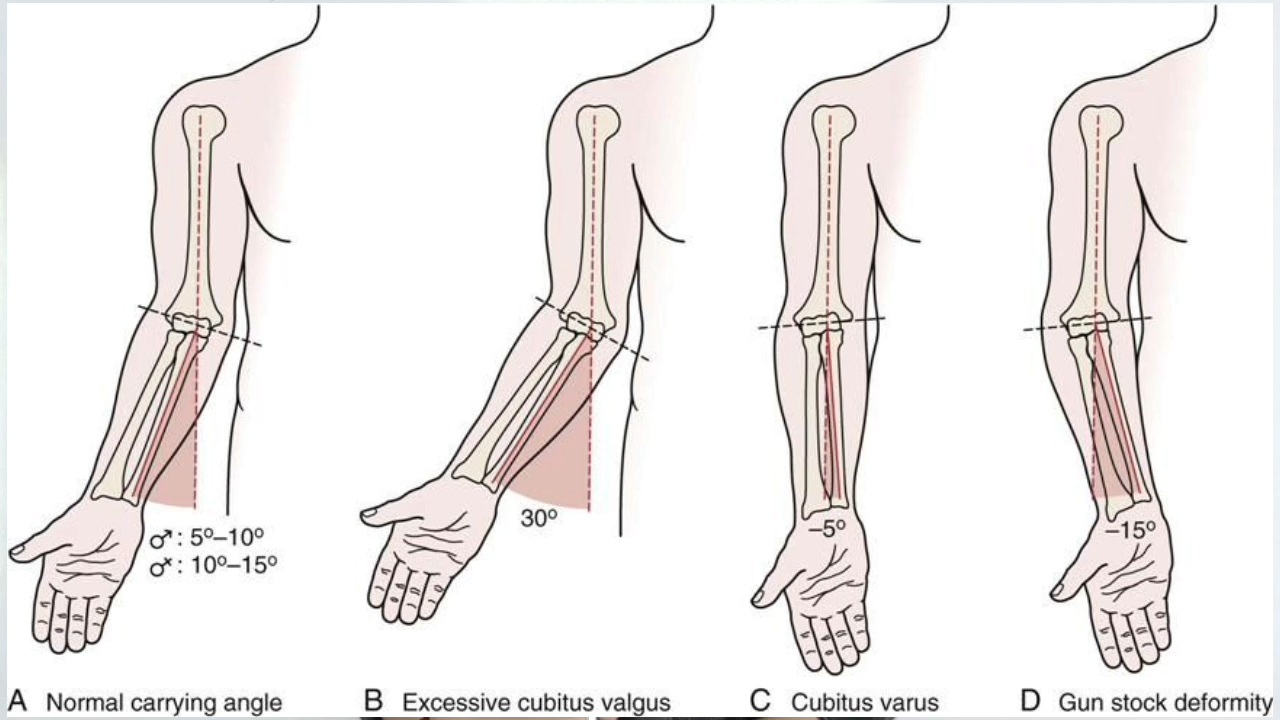 ♂: 5º–10º
♂: 10º–15º
30º
–5º
–15º
A Normal carrying angle
B Excessive cubitus valgus
C Cubitus varus
D Gun stock deformity